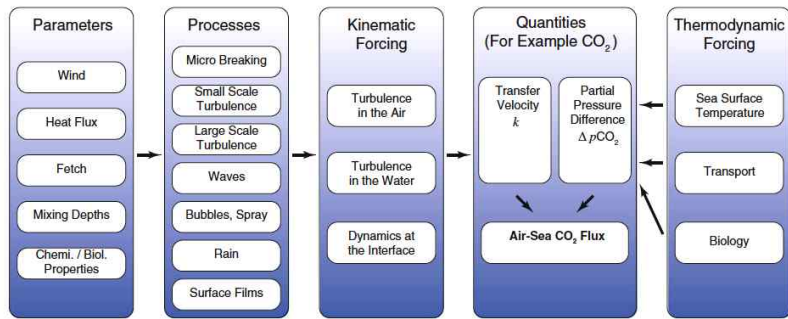 Parameters
Wind
Heat Flux
Fetch
Mixing Depths
Chemi. / Biol.
Properties
Processes
Micro Breaking
Small Scale
Turbulence
Large Scale
Turbulence
Waves
Bubbles, Spray
Rain
Surface Films
Kinematic
Forcing
Turbulence
in the Air
Turbulence
in the Water
Dynamics at
the Interface
Quantities
(For Example CO₂)
Transfer
Velocity
k
Partial
Pressure
Difference
Δ pCO₂
Air-Sea CO₂ Flux
Thermodynamic
Forcing
Sea Surface
Temperature
Transport
Biology